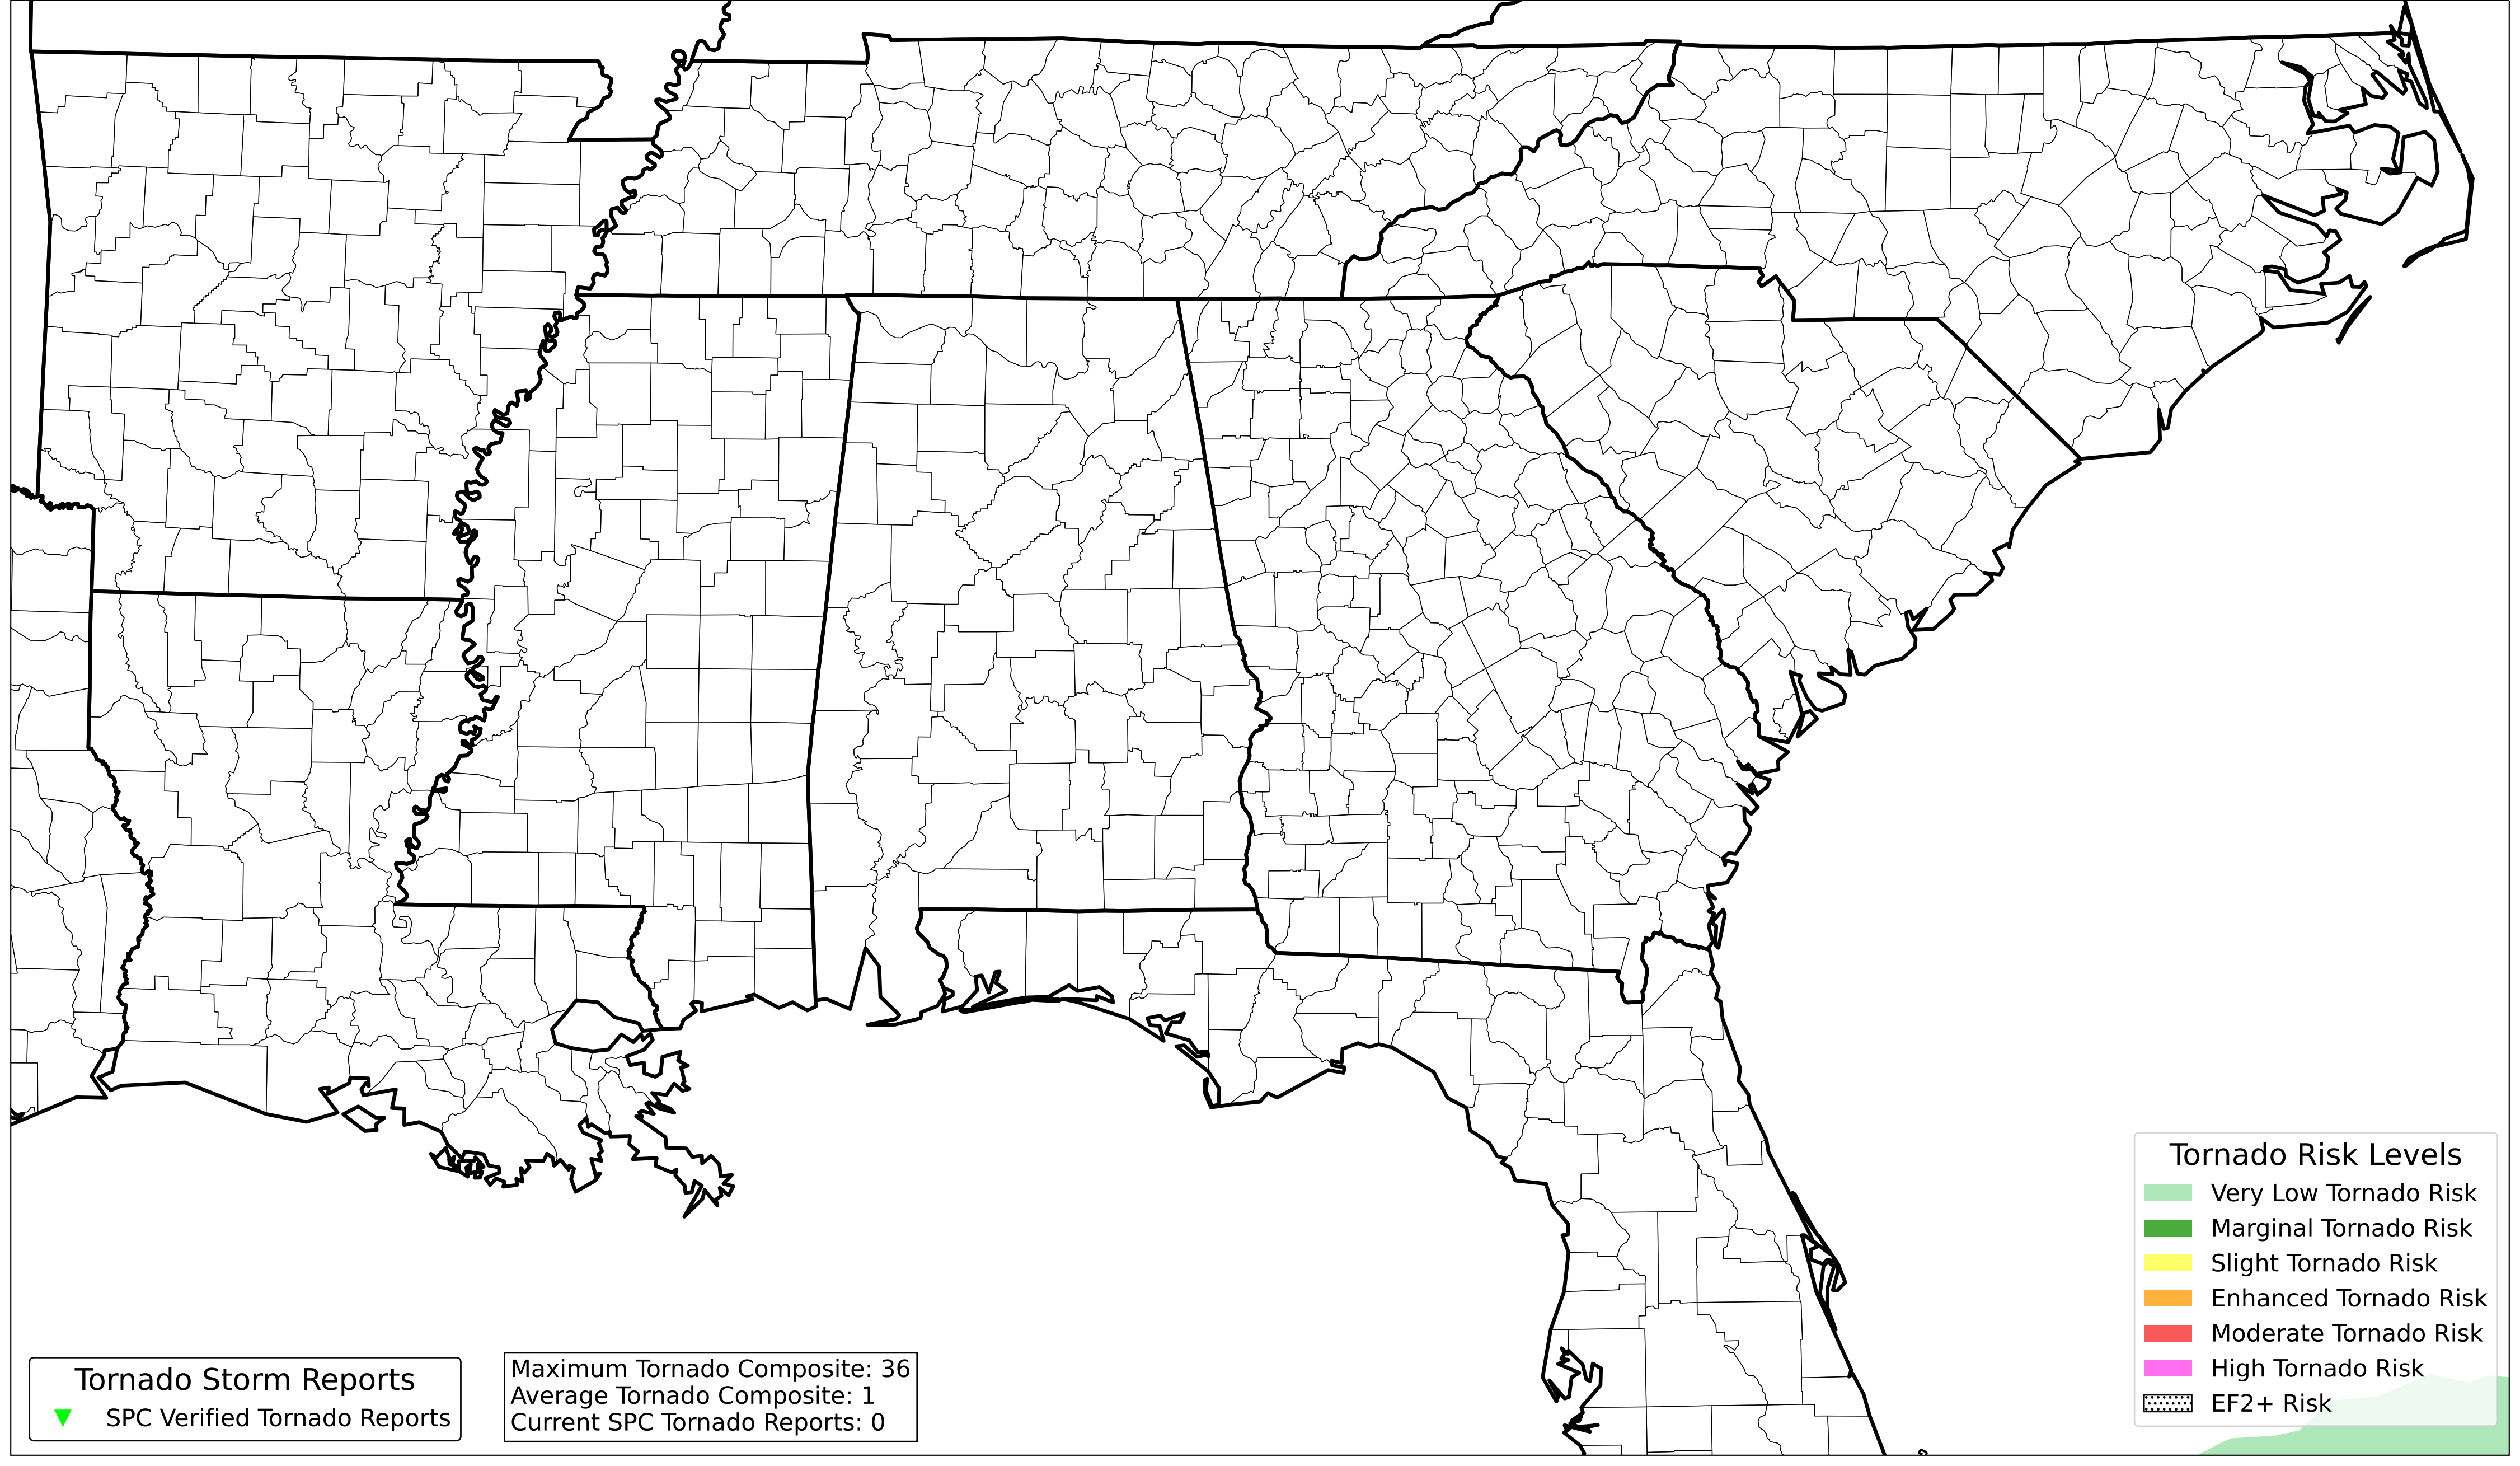 Tornado Risk Levels
Very Low Tornado Risk
Marginal Tornado Risk
Slight Tornado Risk
Enhanced Tornado Risk
Moderate Tornado Risk
High Tornado Risk
EF2+ Risk
Tornado Storm Reports
SPC Verified Tornado Reports
Maximum Tornado Composite: 36
Average Tornado Composite: 1
Current SPC Tornado Reports: 0